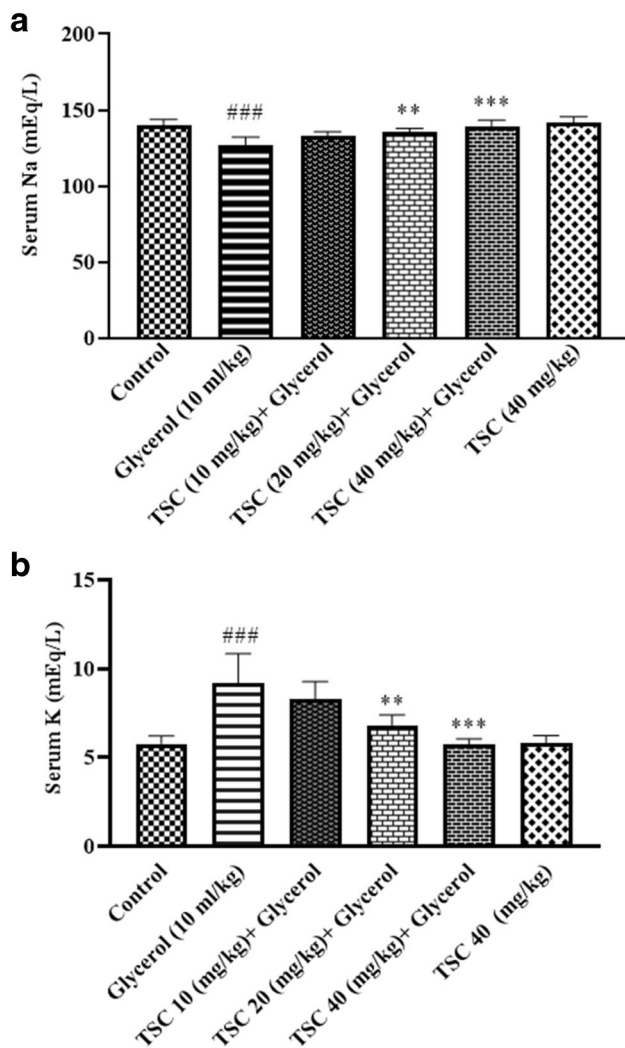 a
Serum Na (mEq/L)
200
150
100
50
0
###
**
***
Control
Glycerol (10 ml/kg)
TSC (10 mg/kg)+ Glycerol
TSC (20 mg/kg)+ Glycerol
TSC (40 mg/kg)+ Glycerol
TSC (40 mg/kg)
b
Serum K (mEq/L)
15
10
5
0
###
**
***
Control
Glycerol (10 ml/kg)
TSC 10 (mg/kg)+ Glycerol
TSC 20 (mg/kg)+ Glycerol
TSC 40 (mg/kg)+ Glycerol
TSC 40 (mg/kg)